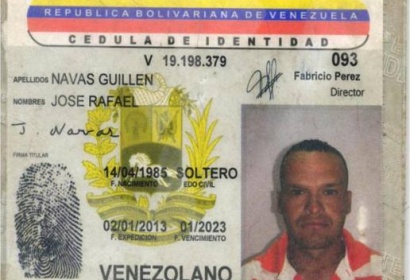 REPUBLICA BOLIVARIANA DE VENEZUELA
CEDULA DE IDENTIDAD
V 19.198.379 093
APELLIDOS NAVAS GUILLEN
Fabricio Perez
Director
NOMBRES JOSE RAFAEL
J. Navas
FIRMA TITULAR
14/04/1985 SOLTERO
F. NACIMIENTO EDO CIVIL
02/01/2013 01/2023
F. EXPEDICION F. VENCIMIENTO
VENEZOLANO